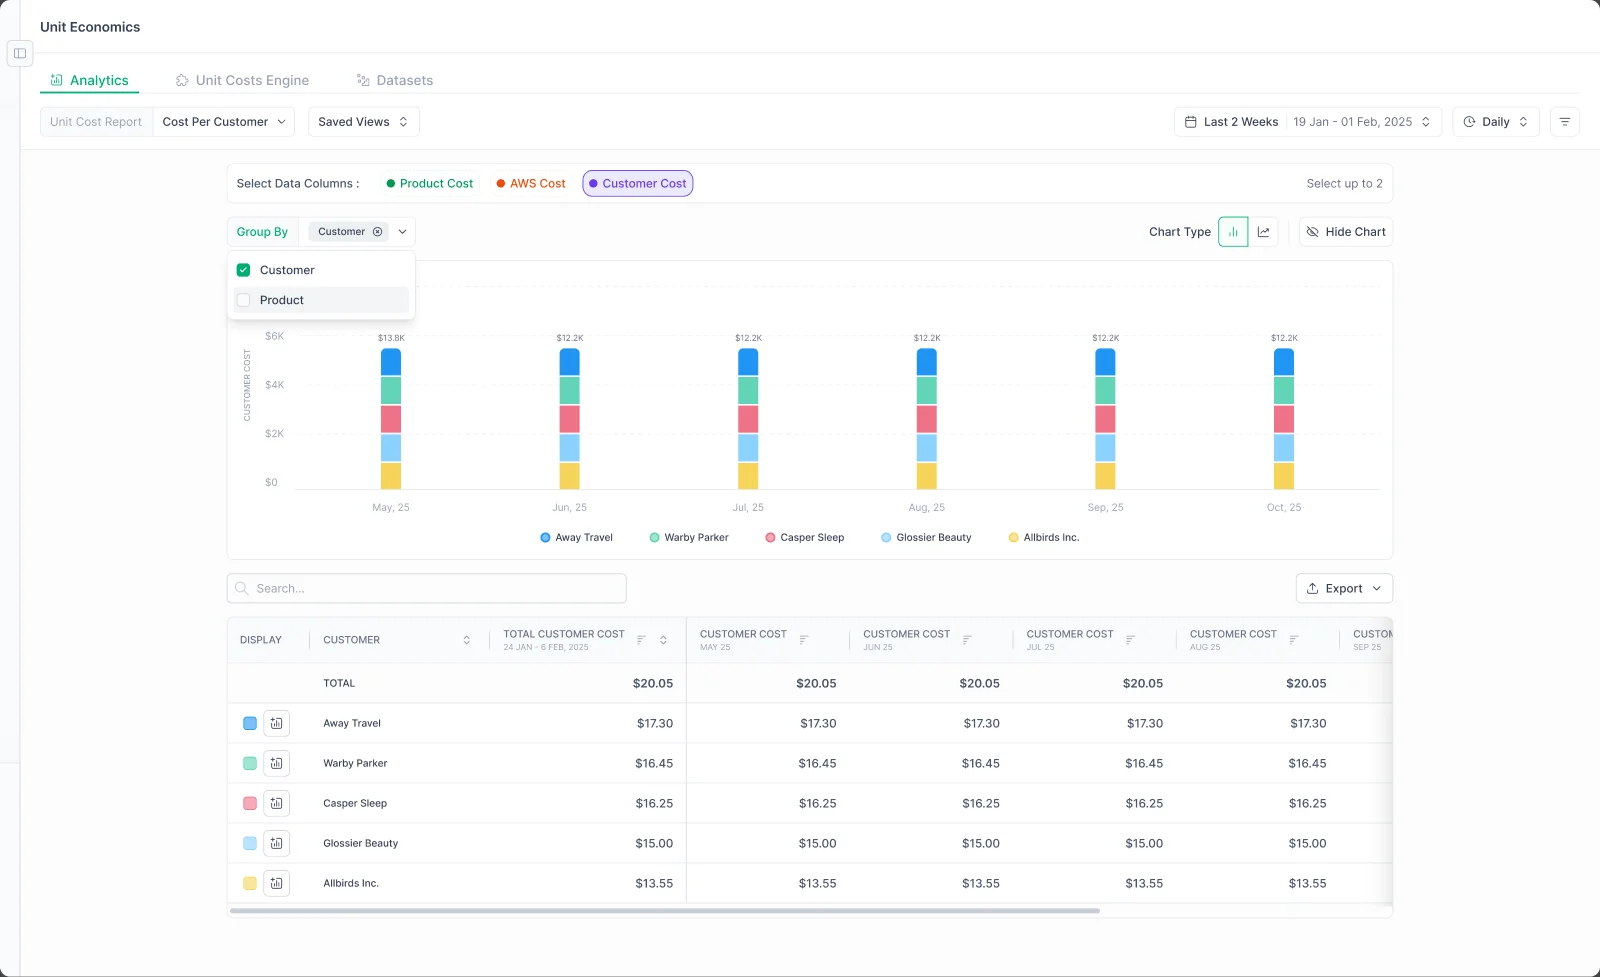 Unit Economics
Analytics Unit Costs Engine Datasets
Unit Cost Report Cost Per Customer Saved Views Last 2 Weeks 19 Jan - 01 Feb, 2025 Daily
Select Data Columns : Product Cost AWS Cost Customer Cost Select up to 2
Group By Customer Chart Type Hide Chart
Customer
Product
$6K $13.8K $12.2K $12.2K $12.2K $12.2K $12.2K
CUSTOMER COST
$4K
$2K
$0
May, 25 Jun, 25 Jul, 25 Aug, 25 Sep, 25 Oct, 25
Away Travel Warby Parker Casper Sleep Glossier Beauty Allbirds Inc.
Search... Export
DISPLAY CUSTOMER TOTAL CUSTOMER COST CUSTOMER COST CUSTOMER COST CUSTOMER COST CUSTOMER COST CUSTOM
24 JAN - 6 FEB, 2025 MAY 25 JUN 25 JUL 25 AUG 25 SEP 25
TOTAL $20.05 $20.05 $20.05 $20.05 $20.05
Away Travel $17.30 $17.30 $17.30 $17.30 $17.30
Warby Parker $16.45 $16.45 $16.45 $16.45 $16.45
Casper Sleep $16.25 $16.25 $16.25 $16.25 $16.25
Glossier Beauty $15.00 $15.00 $15.00 $15.00 $15.00
Allbirds Inc. $13.55 $13.55 $13.55 $13.55 $13.55